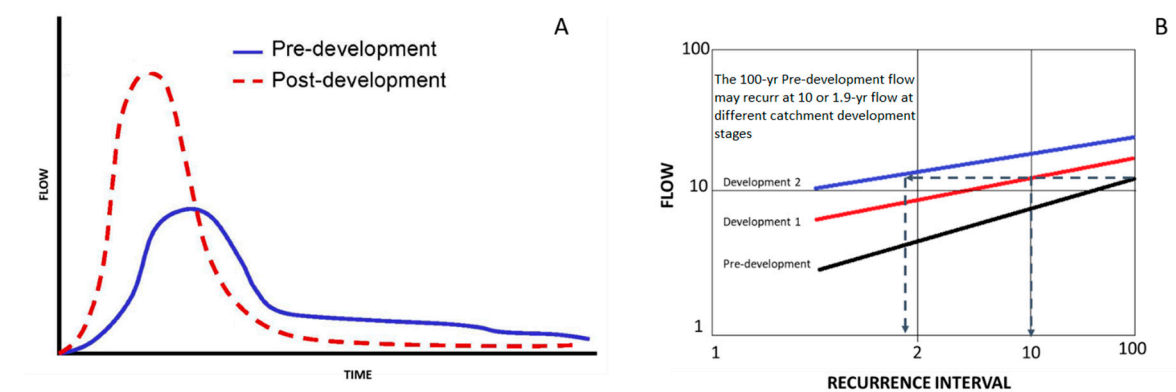 A
Pre-development
Post-development
FLOW
TIME
B
100
The 100-yr Pre-development flow
may recurr at 10 or 1.9-yr flow at
different catchment development
stages
FLOW
10
Development 2
Development 1
Pre-development
1
1
2
10
100
RECURRENCE INTERVAL